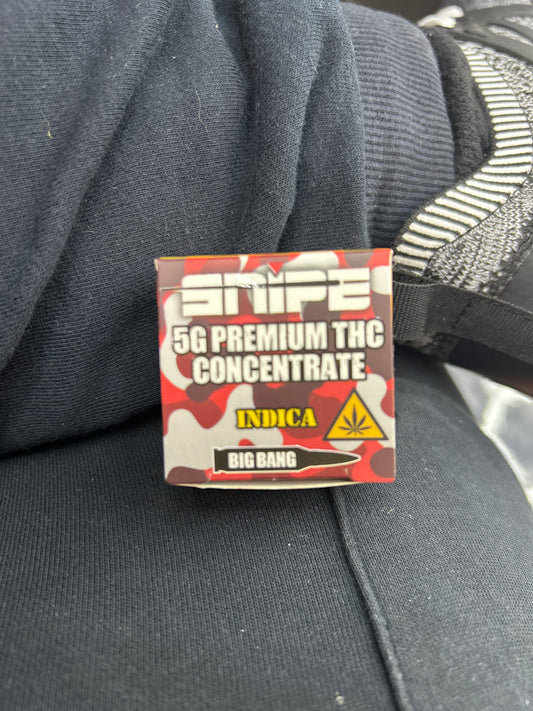 SNIPE
5G PREMIUM THC
CONCENTRATE
INDICA
BIG BANG